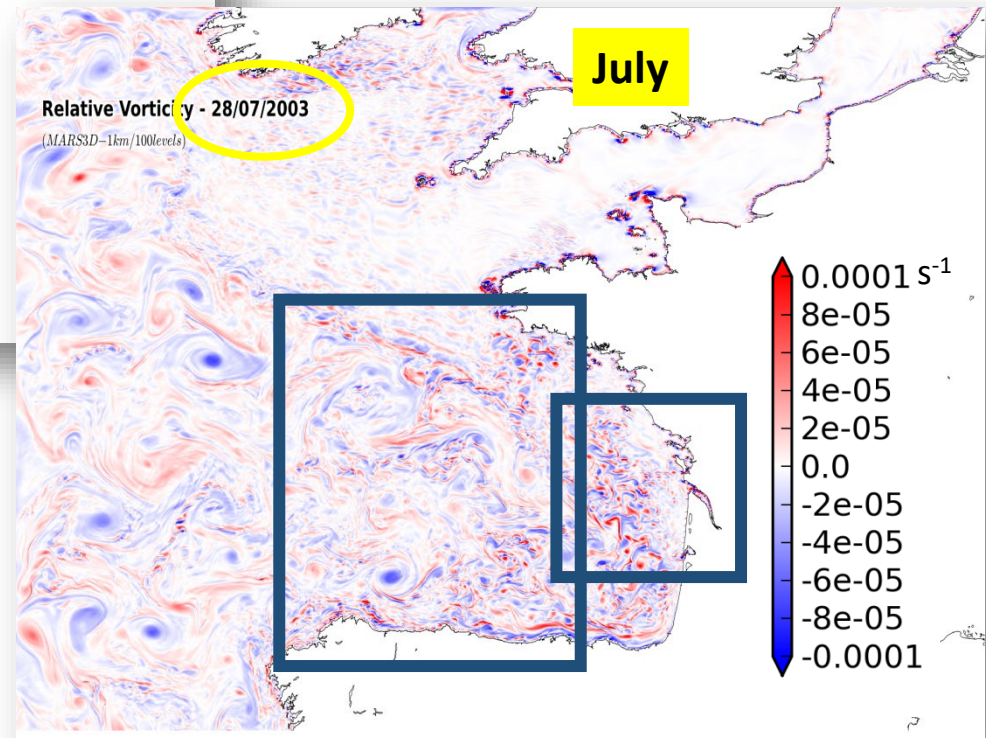 July
Relative Vorticity - 28/07/2003
(MARS3D−1km/100levels)
0.0001 s⁻¹
8e-05
6e-05
4e-05
2e-05
0.0
-2e-05
-4e-05
-6e-05
-8e-05
-0.0001